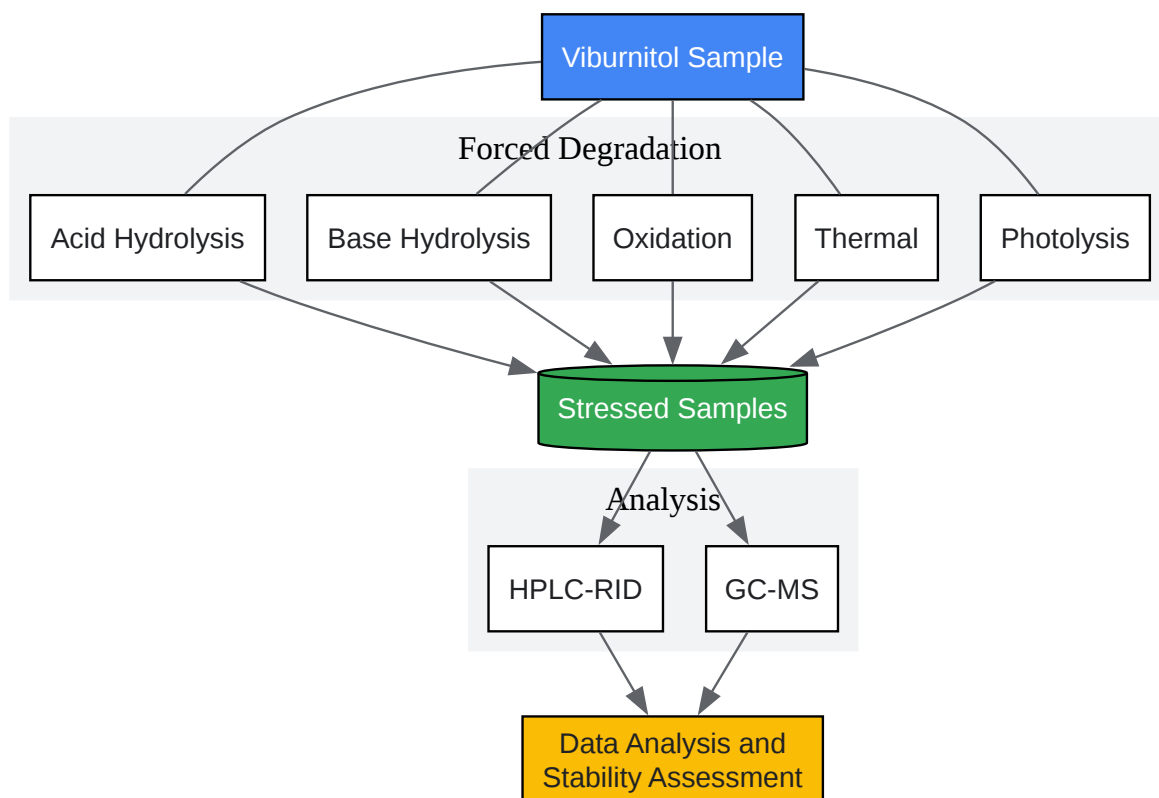 Viburnitol Sample
Forced Degradation
Acid Hydrolysis
Base Hydrolysis
Oxidation
Thermal
Photolysis
Stressed Samples
Analysis
HPLC-RID
GC-MS
Data Analysis and
Stability Assessment